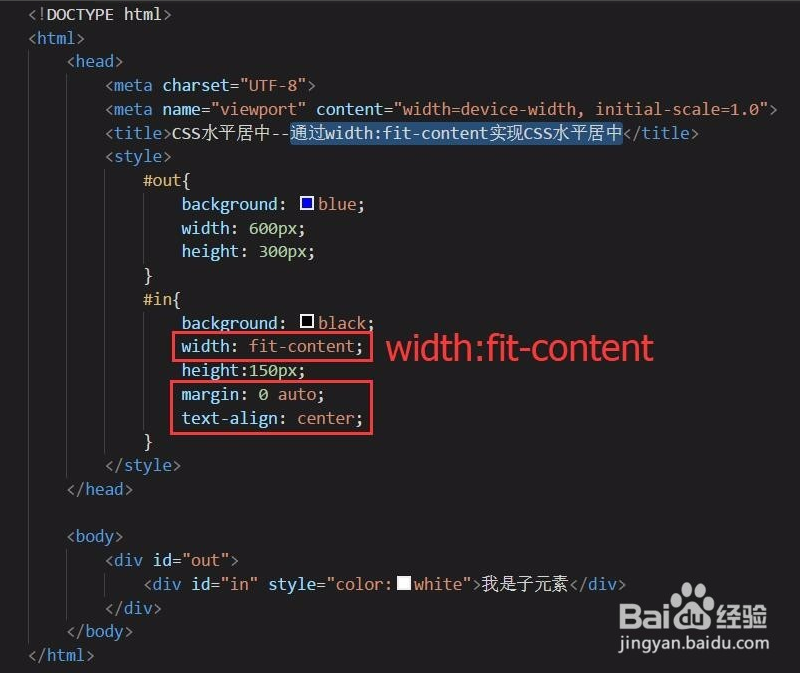 <!DOCTYPE html>
<html>
<head>
<meta charset="UTF-8">
<meta name="viewport" content="width=device-width, initial-scale=1.0">
<title>CSS水平居中--通过width:fit-content实现CSS水平居中</title>
<style>
#out{
background: blue;
width: 600px;
height: 300px;
}
#in{
background: black;
width: fit-content; width:fit-content
height:150px;
margin: 0 auto;
text-align: center;
}
</style>
</head>
<body>
<div id="out">
<div id="in" style="color:white">我是子元素</div>
</div>
</body>
</html>
Bai du 经验
jingyan.baidu.com